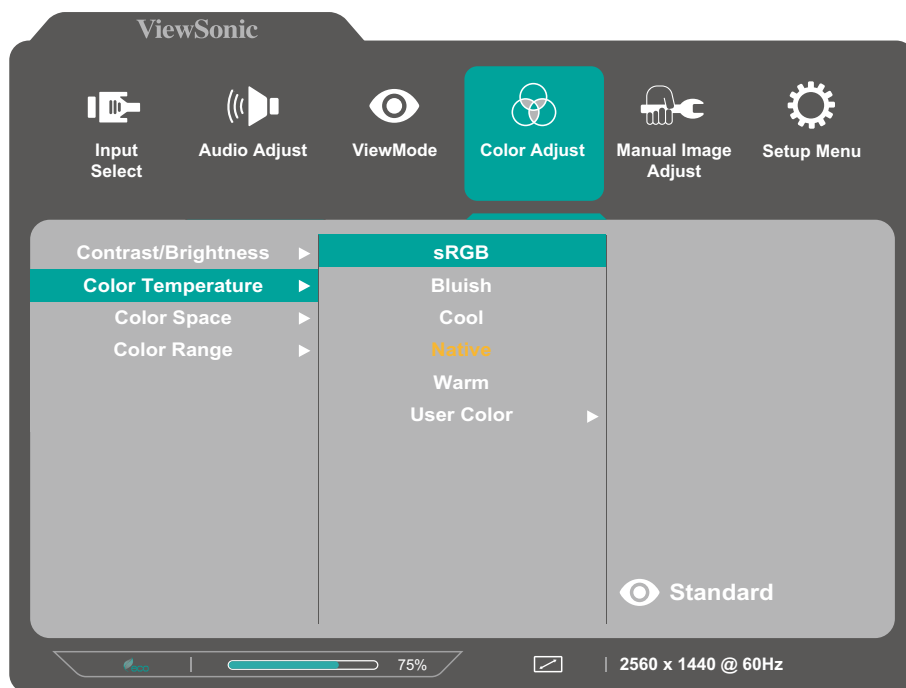 ViewSonic
Input Select
Audio Adjust
ViewMode
Color Adjust
Manual Image Adjust
Setup Menu
Contrast/Brightness
Color Temperature
Color Space
Color Range
sRGB
Bluish
Cool
Native
Warm
User Color
Standard
eco
75%
2560 x 1440 @ 60Hz